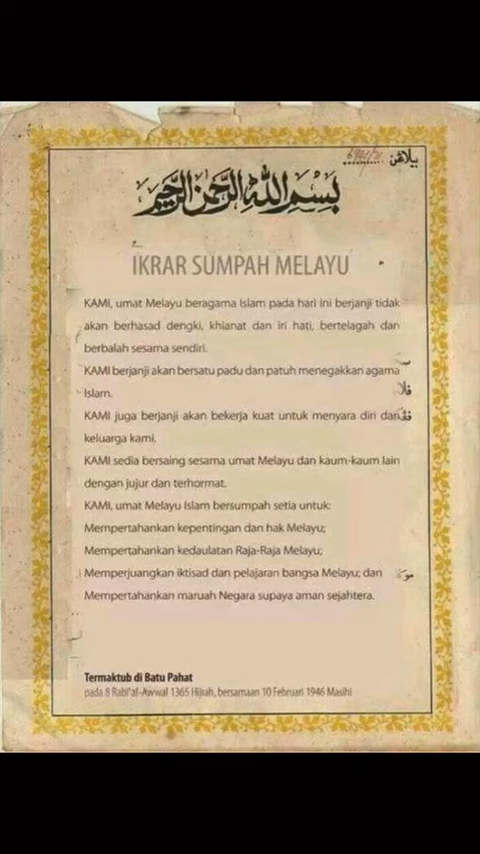 بيلاڠن
بسم الله الرحمن الرحيم
IKRAR SUMPAH MELAYU
KAMI, umat Melayu beragama Islam pada hari ini berjanji tidak
akan berhasad dengki, khianat dan iri hati, bertelagah dan
berbalah sesama sendiri.
KAMI berjanji akan bersatu padu dan patuh menegakkan agama
Islam.
KAMI juga berjanji akan bekerja kuat untuk menyara diri dan
keluarga kami.
KAMI sedia bersaing sesama umat Melayu dan kaum-kaum lain
dengan jujur dan terhormat.
KAMI, umat Melayu Islam bersumpah setia untuk:
Mempertahankan kepentingan dan hak Melayu;
Mempertahankan kedaulatan Raja-Raja Melayu;
Memperjuangkan iktisad dan pelajaran bangsa Melayu; dan
Mempertahankan maruah Negara supaya aman sejahtera.
Termaktub di Batu Pahat
pada 8 Rabi'al-Awwal 1365 Hijrah, bersamaan 10 Februari 1946 Masihi